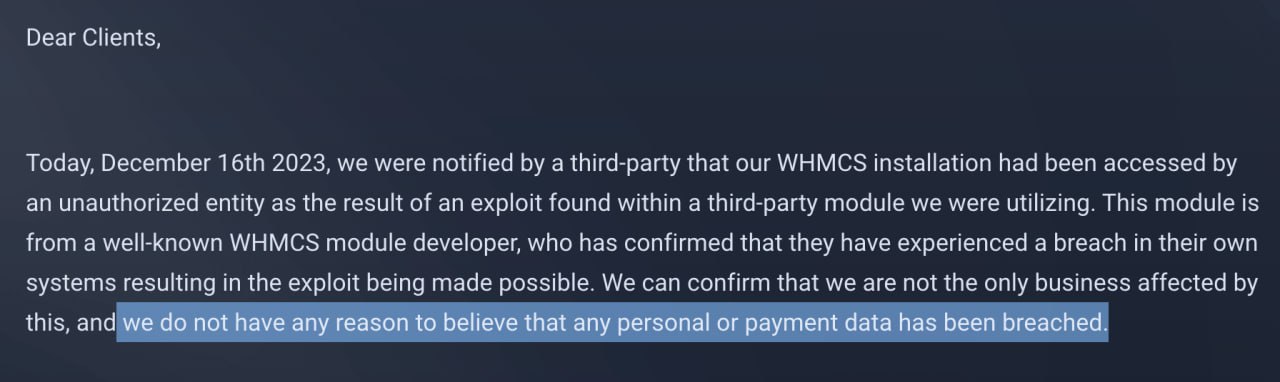 Dear Clients,
Today, December 16th 2023, we were notified by a third-party that our WHMCS installation had been accessed by
an unauthorized entity as the result of an exploit found within a third-party module we were utilizing. This module is
from a well-known WHMCS module developer, who has confirmed that they have experienced a breach in their own
systems resulting in the exploit being made possible. We can confirm that we are not the only business affected by
this, and we do not have any reason to believe that any personal or payment data has been breached.